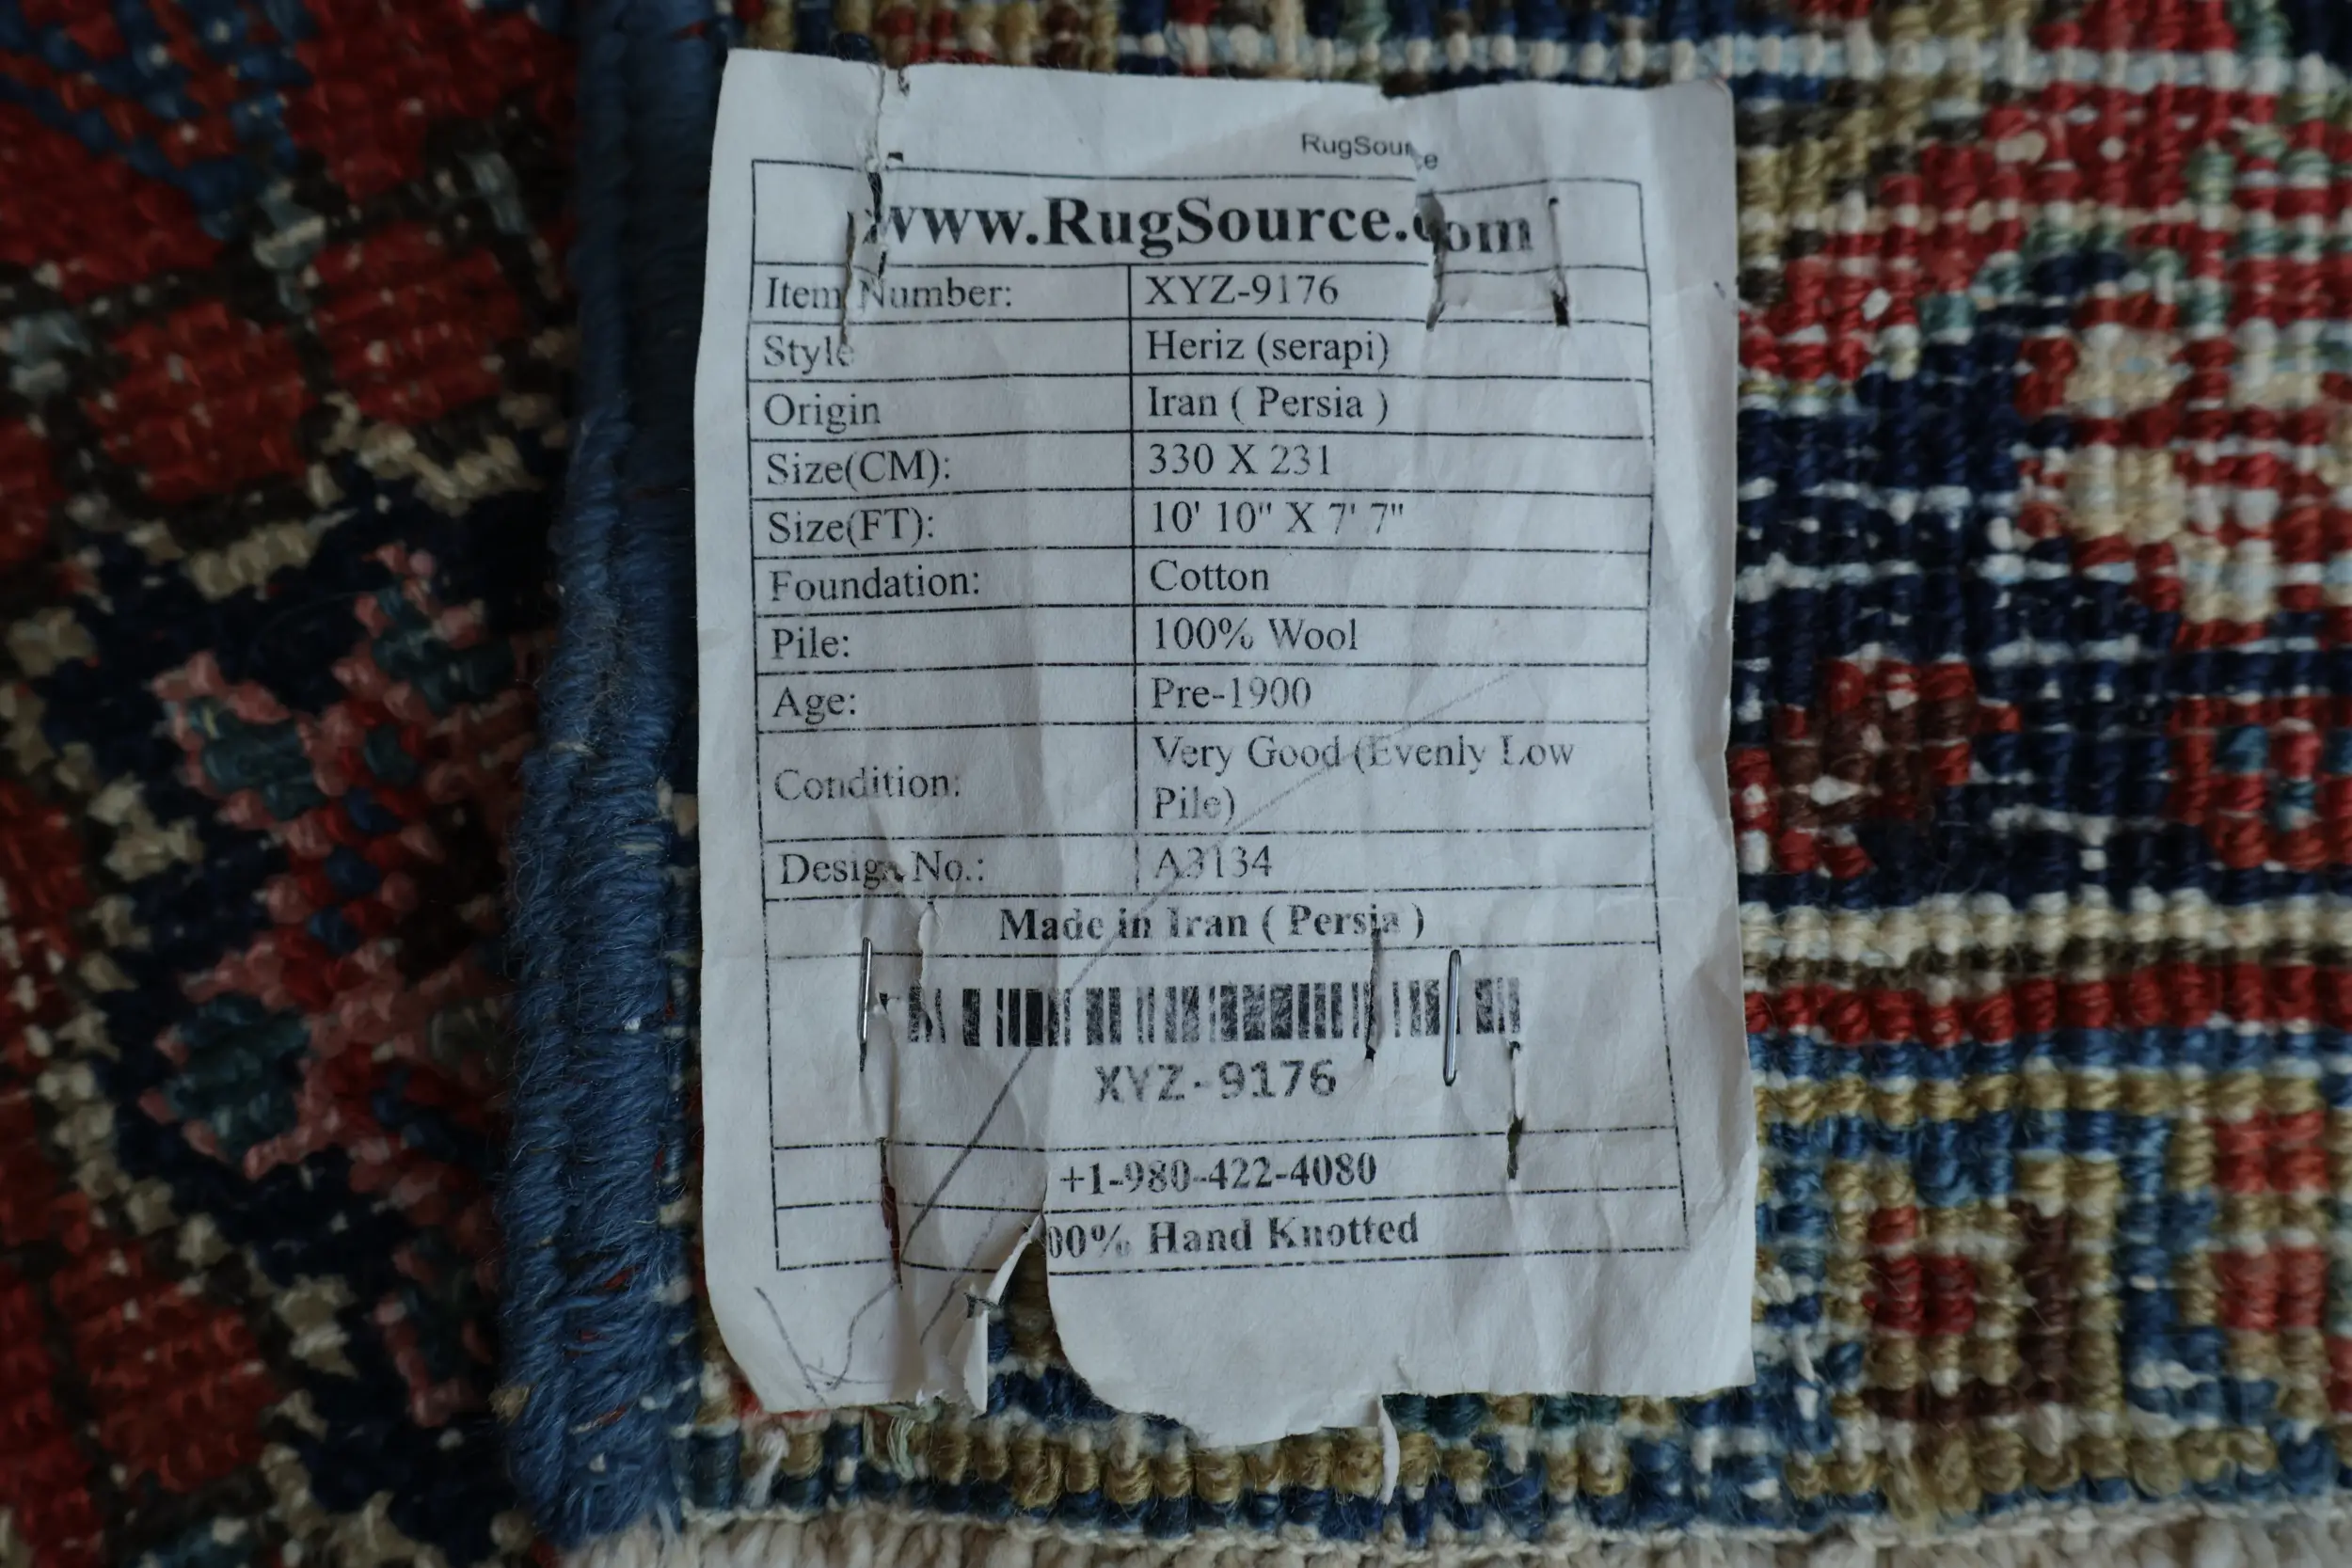 RugSource
www.RugSource.com
Item Number: XYZ-9176
Style Heriz (serapi)
Origin Iran ( Persia )
Size(CM): 330 X 231
Size(FT): 10' 10" X 7' 7"
Foundation: Cotton
Pile: 100% Wool
Age: Pre-1900
Condition: Very Good (Evenly Low
Pile)
Design No.: A3134
Made in Iran ( Persia )
XYZ-9176
+1-980-422-4080
00% Hand Knotted